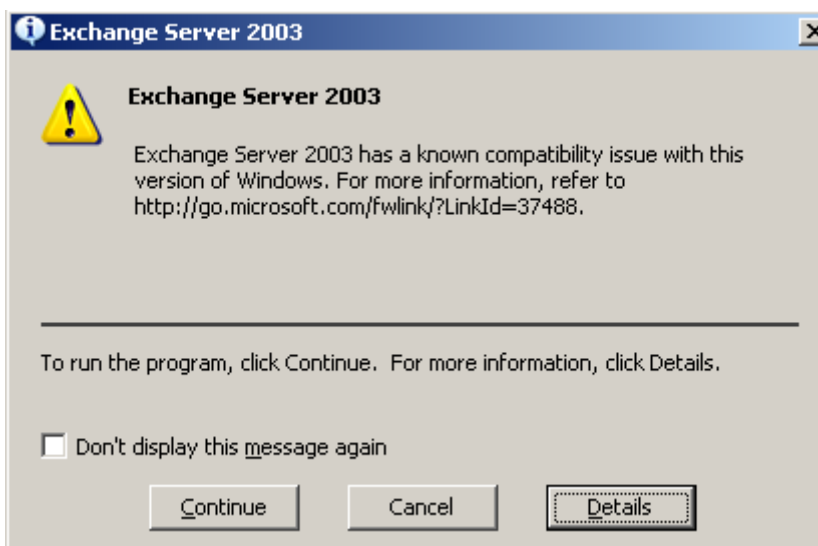 Exchange Server 2003
Exchange Server 2003
Exchange Server 2003 has a known compatibility issue with this
version of Windows. For more information, refer to
http://go.microsoft.com/fwlink/?LinkId=37488.
To run the program, click Continue.  For more information, click Details.
Don't display this message again
Continue Cancel Details